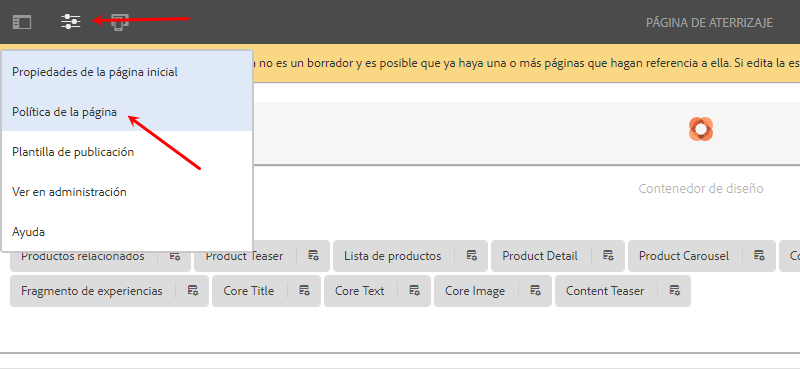 PÁGINA DE ATERRIZAJE
no es un borrador y es posible que ya haya una o más páginas que hagan referencia a ella. Si edita la es
Propiedades de la página inicial
Política de la página
Plantilla de publicación
Ver en administración
Ayuda
Contenedor de diseño
Productos relacionados Product Teaser Lista de productos Product Detail Product Carousel Co
Fragmento de experiencias Core Title Core Text Core Image Content Teaser